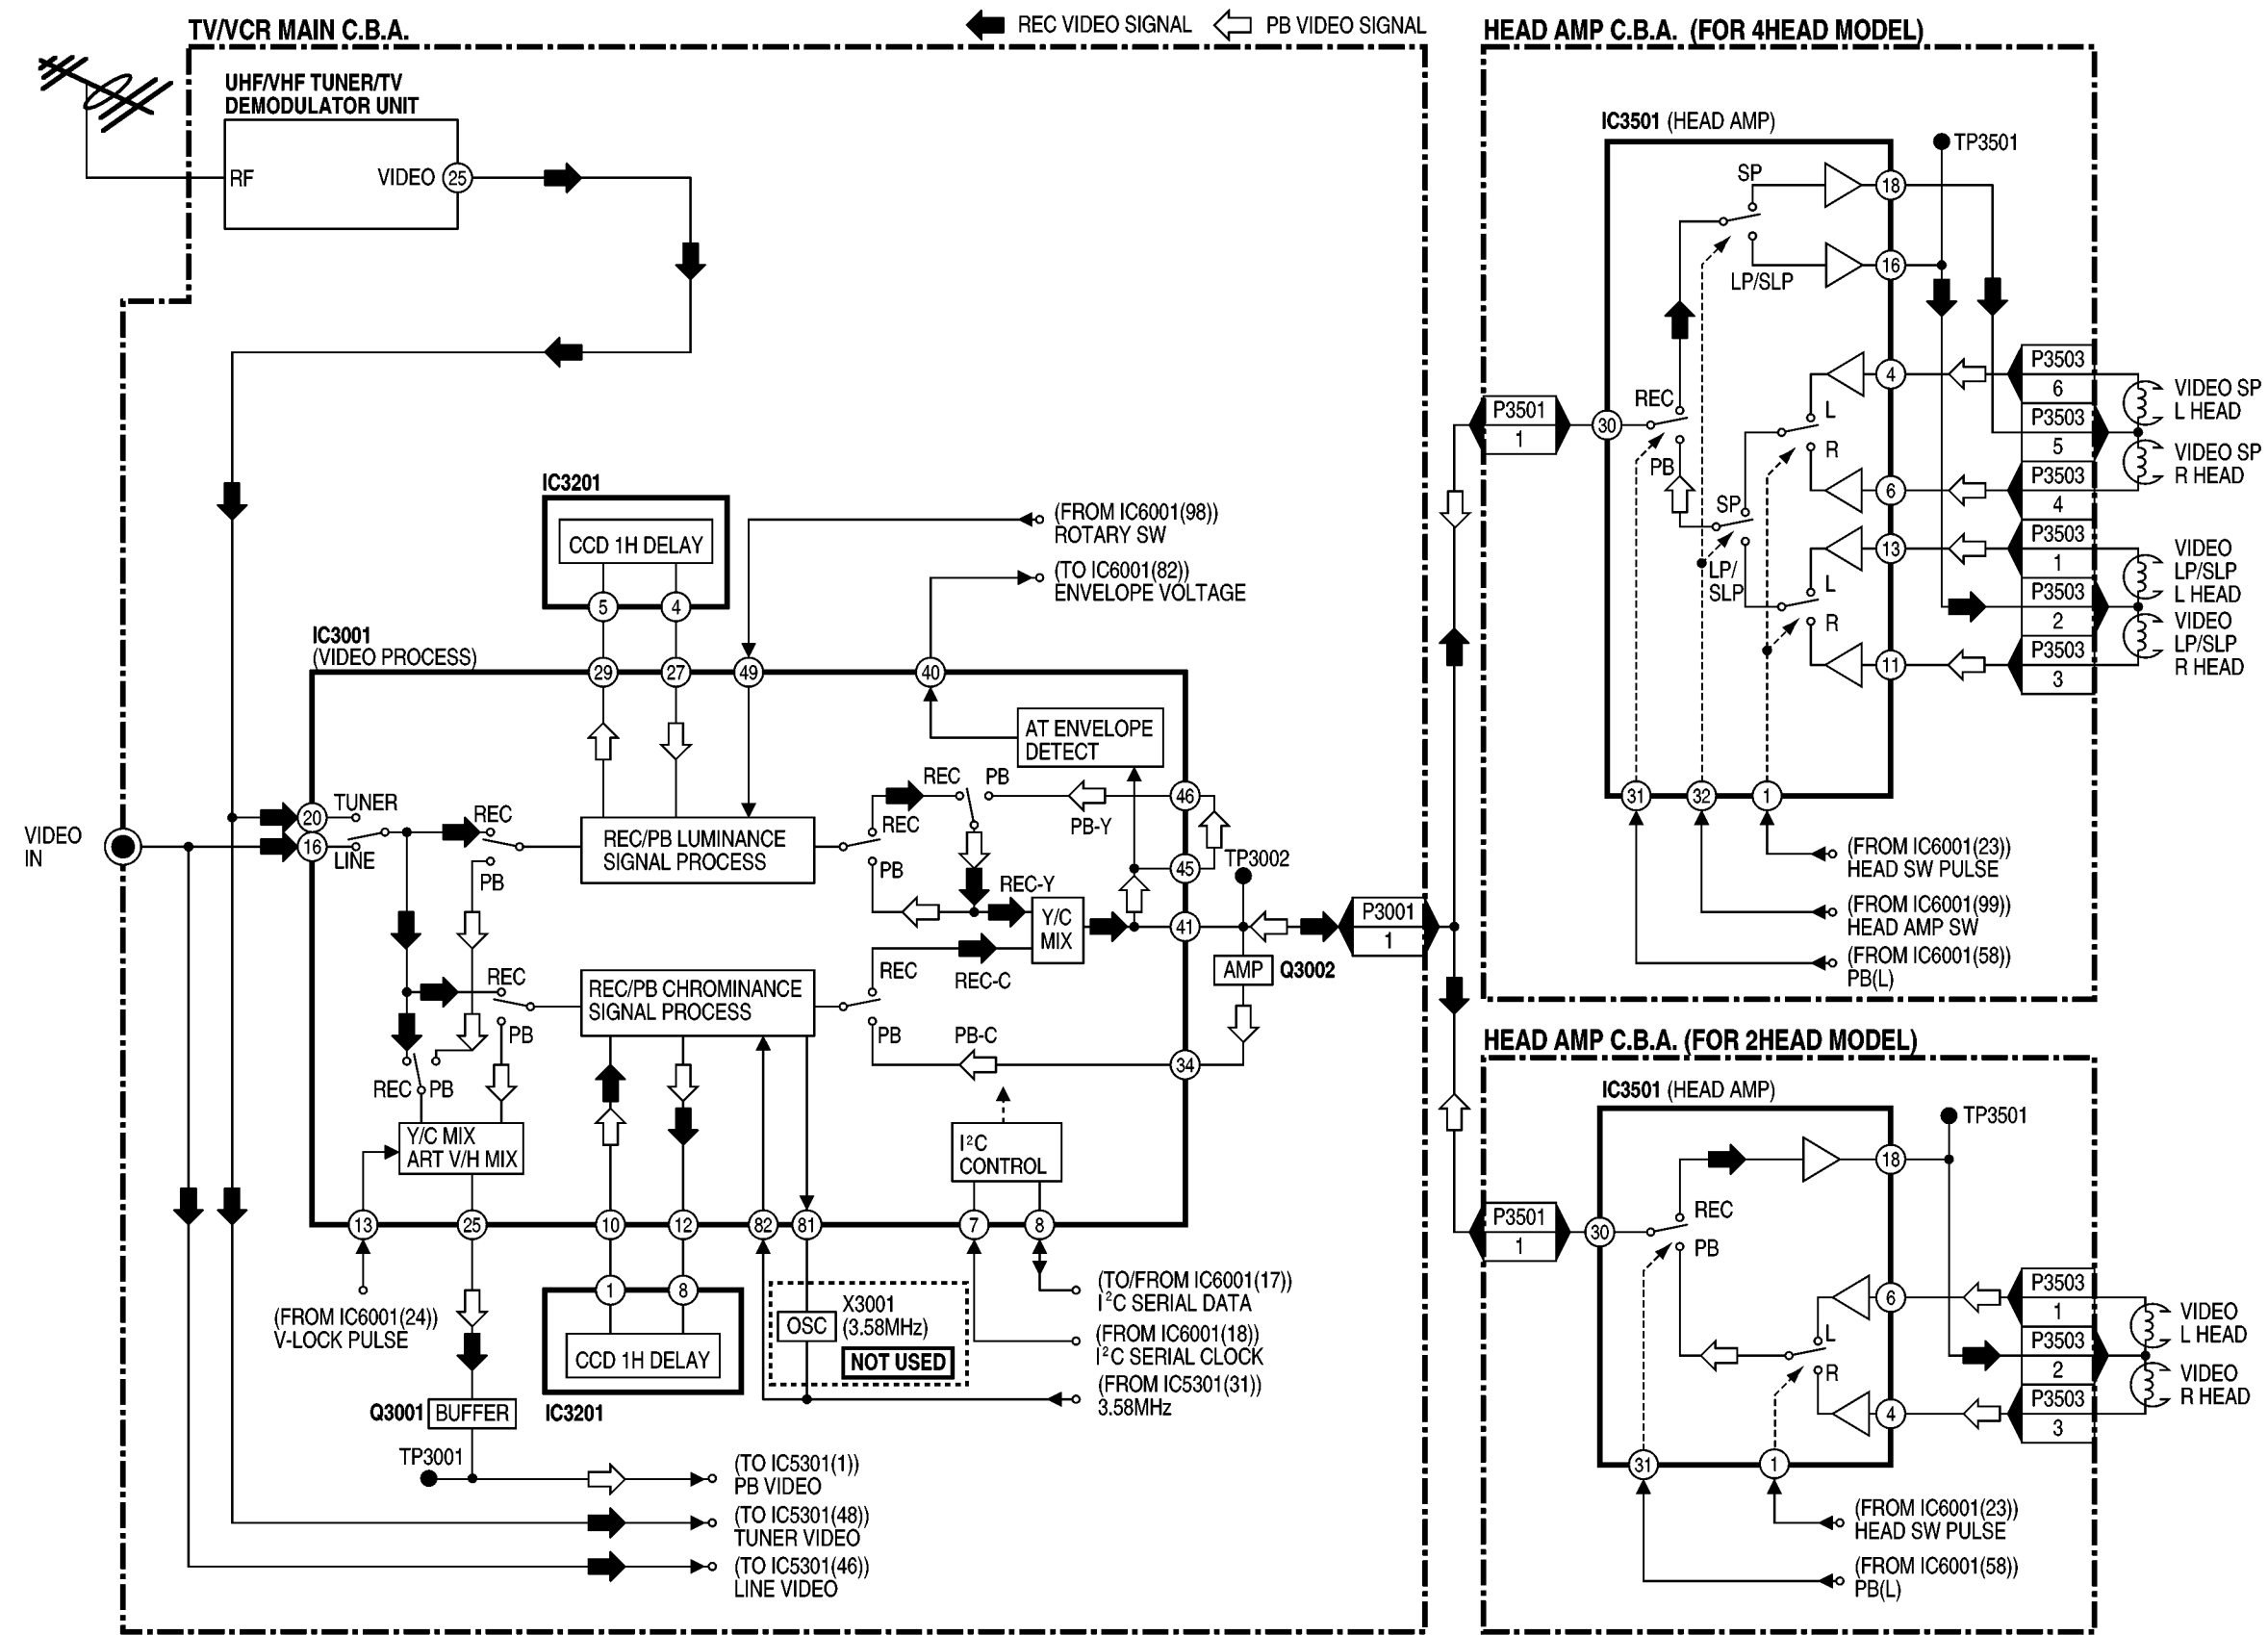 TV/VCR MAIN C.B.A.
REC VIDEO SIGNAL
PB VIDEO SIGNAL
UHF/VHF TUNER/TV
DEMODULATOR UNIT
RF
VIDEO
25
IC3201
CCD 1H DELAY
5
4
(FROM IC6001(98))
ROTARY SW
(TO IC6001(82))
ENVELOPE VOLTAGE
IC3001
(VIDEO PROCESS)
29
27
49
40
AT ENVELOPE
DETECT
VIDEO
IN
20
TUNER
16
LINE
REC
PB
REC/PB LUMINANCE
SIGNAL PROCESS
REC
PB
REC
PB
PB-Y
46
45
TP3002
REC-Y
Y/C
MIX
41
P3001
1
REC
PB
REC/PB CHROMINANCE
SIGNAL PROCESS
REC
PB
REC-C
PB-C
AMP
Q3002
34
REC
PB
Y/C MIX
ART V/H MIX
I²C
CONTROL
13
25
10
12
82
81
7
8
(FROM IC6001(24))
V-LOCK PULSE
1
8
CCD 1H DELAY
IC3201
X3001
OSC
(3.58MHz)
NOT USED
(TO/FROM IC6001(17))
I²C SERIAL DATA
(FROM IC6001(18))
I²C SERIAL CLOCK
(FROM IC5301(31))
3.58MHz
Q3001
BUFFER
TP3001
(TO IC5301(1))
PB VIDEO
(TO IC5301(48))
TUNER VIDEO
(TO IC5301(46))
LINE VIDEO
HEAD AMP C.B.A. (FOR 4HEAD MODEL)
IC3501 (HEAD AMP)
TP3501
SP
18
LP/SLP
16
P3501
1
30
REC
PB
4
L
R
6
SP
LP/
SLP
13
L
R
11
P3503
6
P3503
5
P3503
4
P3503
1
P3503
2
P3503
3
VIDEO SP
L HEAD
VIDEO SP
R HEAD
VIDEO
LP/SLP
L HEAD
VIDEO
LP/SLP
R HEAD
31
32
1
(FROM IC6001(23))
HEAD SW PULSE
(FROM IC6001(99))
HEAD AMP SW
(FROM IC6001(58))
PB(L)
HEAD AMP C.B.A. (FOR 2HEAD MODEL)
IC3501 (HEAD AMP)
TP3501
18
P3501
1
30
REC
PB
6
L
R
4
P3503
1
P3503
2
P3503
3
VIDEO
L HEAD
VIDEO
R HEAD
31
1
(FROM IC6001(23))
HEAD SW PULSE
(FROM IC6001(58))
PB(L)